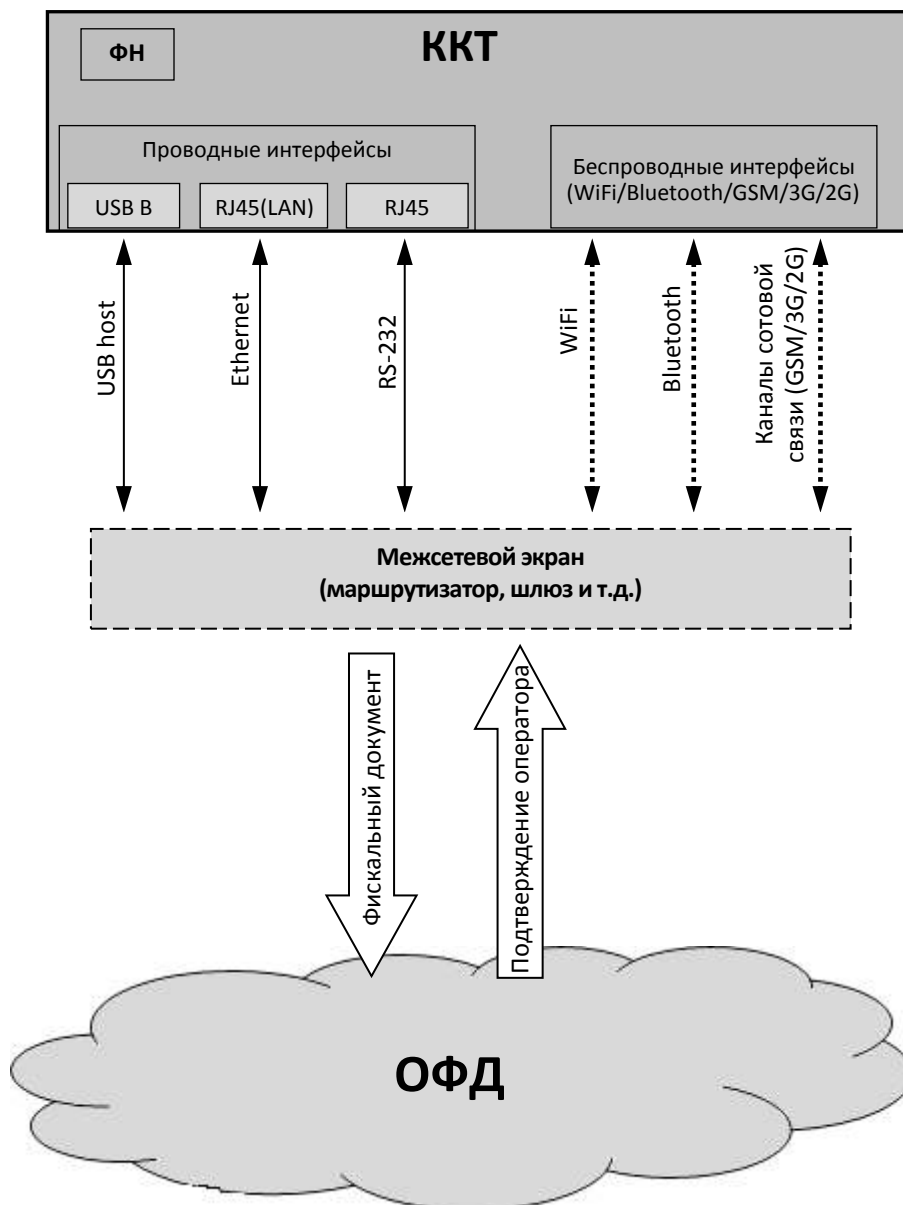 ФН
ККТ
Проводные интерфейсы
USB B
RJ45(LAN)
RJ45
Беспроводные интерфейсы
(WiFi/Bluetooth/GSM/3G/2G)
USB host
Ethernet
RS-232
WiFi
Bluetooth
Каналы сотовой
связи (GSM/3G/2G)
Межсетевой экран
(маршрутизатор, шлюз и т.д.)
Фискальный документ
Подтверждение оператора
ОФД